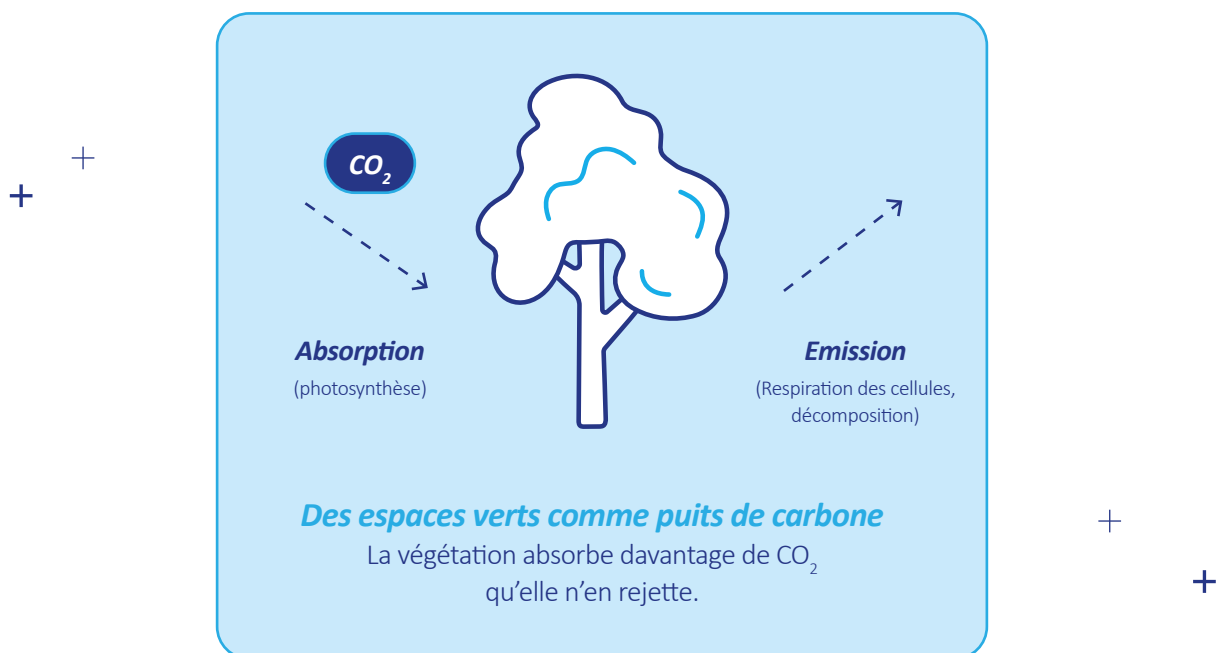 CO₂
Absorption
(photosynthèse)
Emission
(Respiration des cellules,
décomposition)
Des espaces verts comme puits de carbone
La végétation absorbe davantage de CO₂
qu’elle n’en rejette.